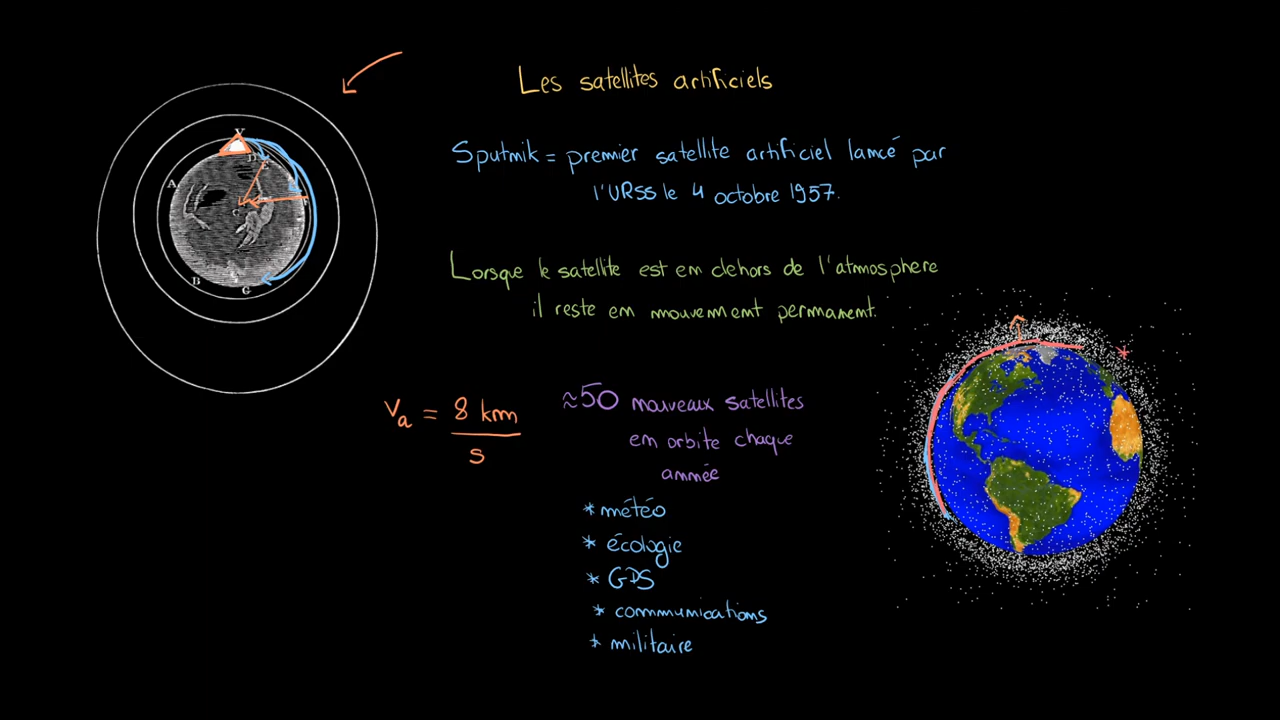 Les satellites artificiels
Sputnik = premier satellite artificiel lancé par
l'URSS le 4 octobre 1957.
Lorsque le satellite est en dehors de l'atmosphere
il reste en mouvement permanent.
V
D
E
A
C
B
G
Va = 8 km
s
≈50 nouveaux satellites
en orbite chaque
année
* météo
* écologie
* GPS
* communications
* militaire